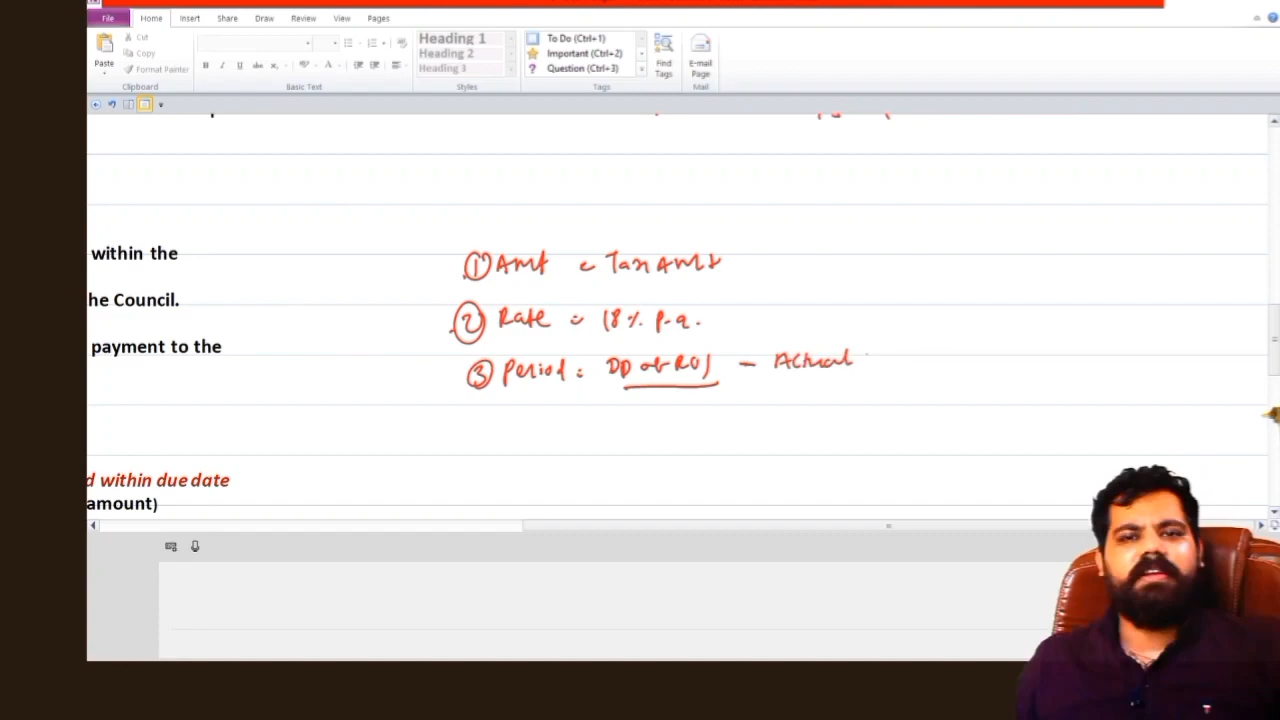 File Home Insert Share Draw Review View Pages
Paste
Cut
Copy
Format Painter
Heading 1
Heading 2
Heading 3
To Do (Ctrl+1)
Important (Ctrl+2)
Question (Ctrl+3)
Find Tags
E-mail Page
Clipboard Basic Text Styles Tags Mail
within the
① Amt = Tax Amt
he Council.
② Rate = 18% p.a.
payment to the
③ Period = DD of ROI - Actual
d within due date
amount)